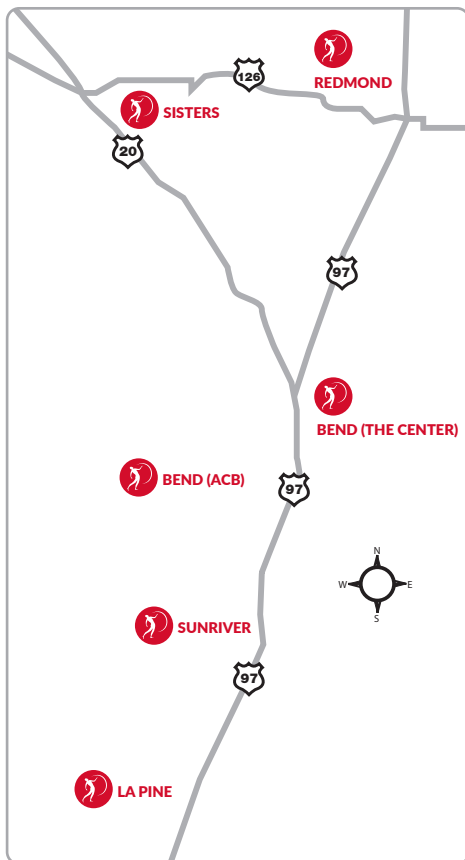 126
REDMOND
SISTERS
20
97
BEND (THE CENTER)
BEND (ACB)
97
N
W
E
S
SUNRIVER
97
LA PINE